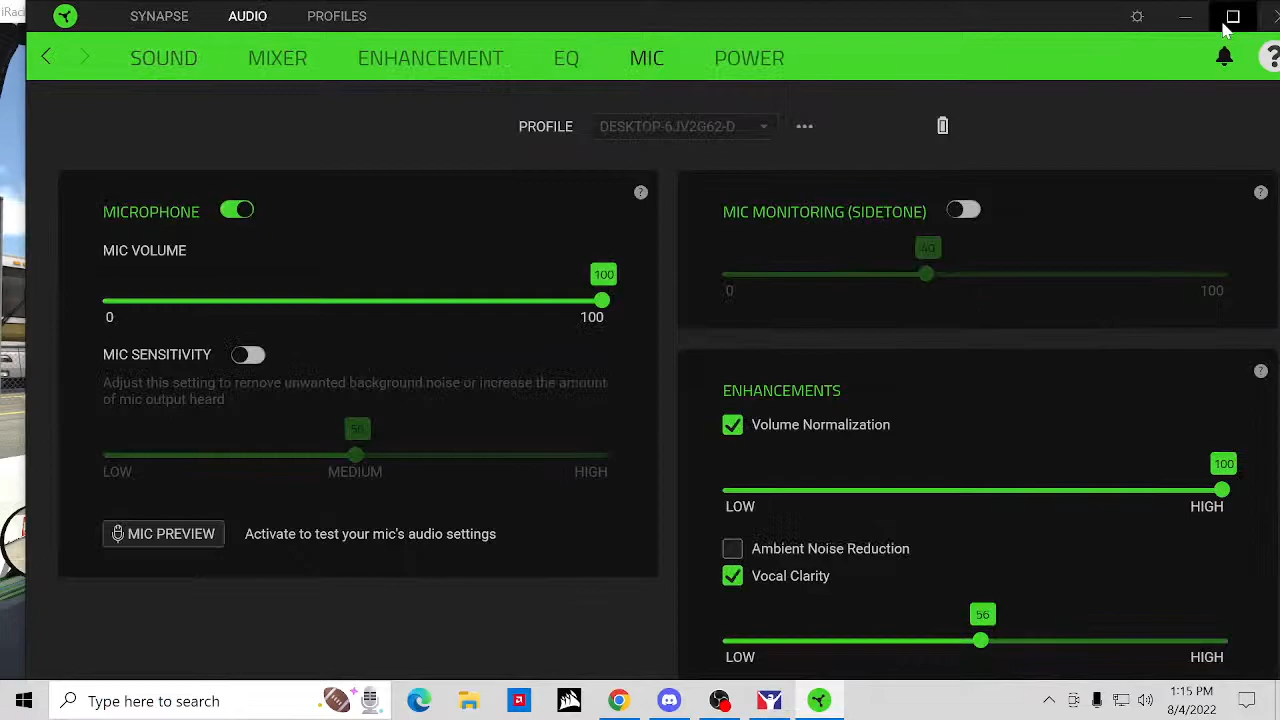 iRac
SYNAPSE AUDIO PROFILES
SOUND MIXER ENHANCEMENT EQ MIC POWER
PROFILE DESKTOP-6JV2G62-D
MICROPHONE
MIC VOLUME
100
0 100
MIC SENSITIVITY
Adjust this setting to remove unwanted background noise or increase the amount
of mic output heard
56
LOW MEDIUM HIGH
MIC PREVIEW Activate to test your mic's audio settings
MIC MONITORING (SIDETONE)
40
0 100
ENHANCEMENTS
Volume Normalization
100
LOW HIGH
Ambient Noise Reduction
Vocal Clarity
56
LOW HIGH
Type here to search
1:15 PM
8/4/2022